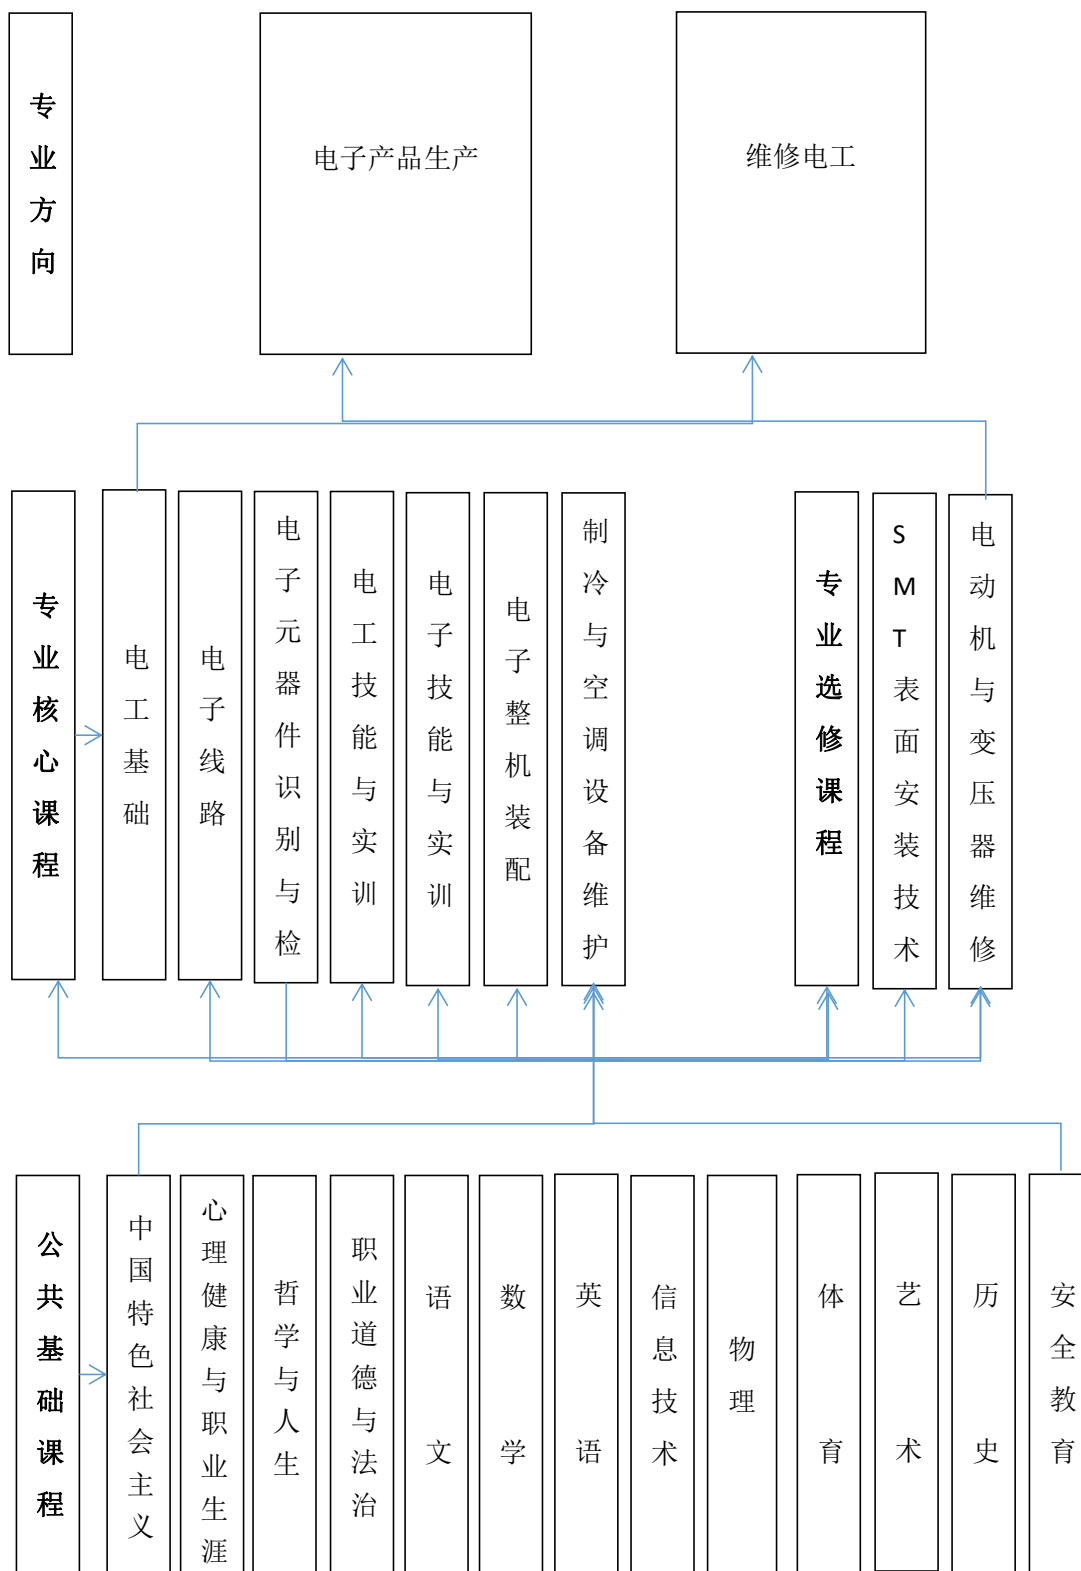 专业方向
电子产品生产
维修电工
专业核心课程
电工基础
电子线路
电子元器件识别与检
电工技能与实训
电子技能与实训
电子整机装配
制冷与空调设备维护
专业选修课程
SMT表面安装技术
电动机与变压器维修
公共基础课程
中国特色社会主义
心理健康与职业生涯
哲学与人生
职业道德与法治
语文
数学
英语
信息技术
物理
体育
艺术
历史
安全教育